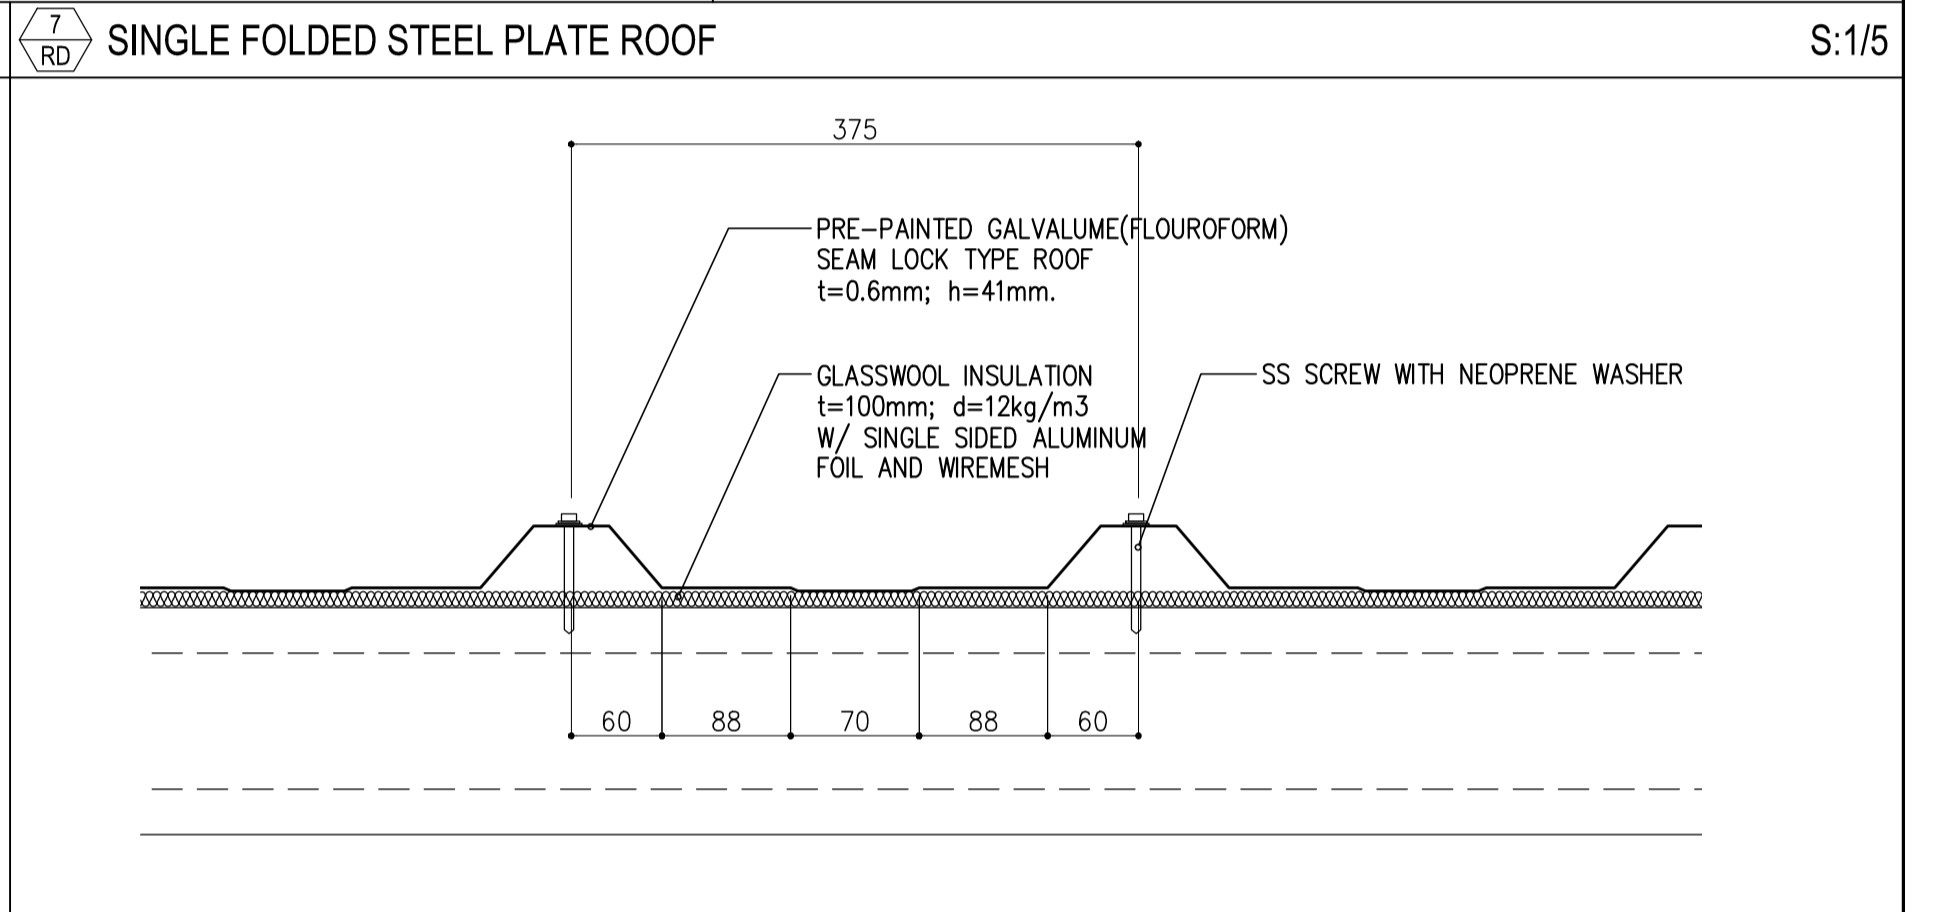 7
RD
SINGLE FOLDED STEEL PLATE ROOF
S:1/5
375
PRE-PAINTED GALVALUME(FLOUROFORM)
SEAM LOCK TYPE ROOF
t=0.6mm; h=41mm.
GLASSWOOL INSULATION
t=100mm; d=12kg/m3
W/ SINGLE SIDED ALUMINUM
FOIL AND WIREMESH
SS SCREW WITH NEOPRENE WASHER
60 88 70 88 60